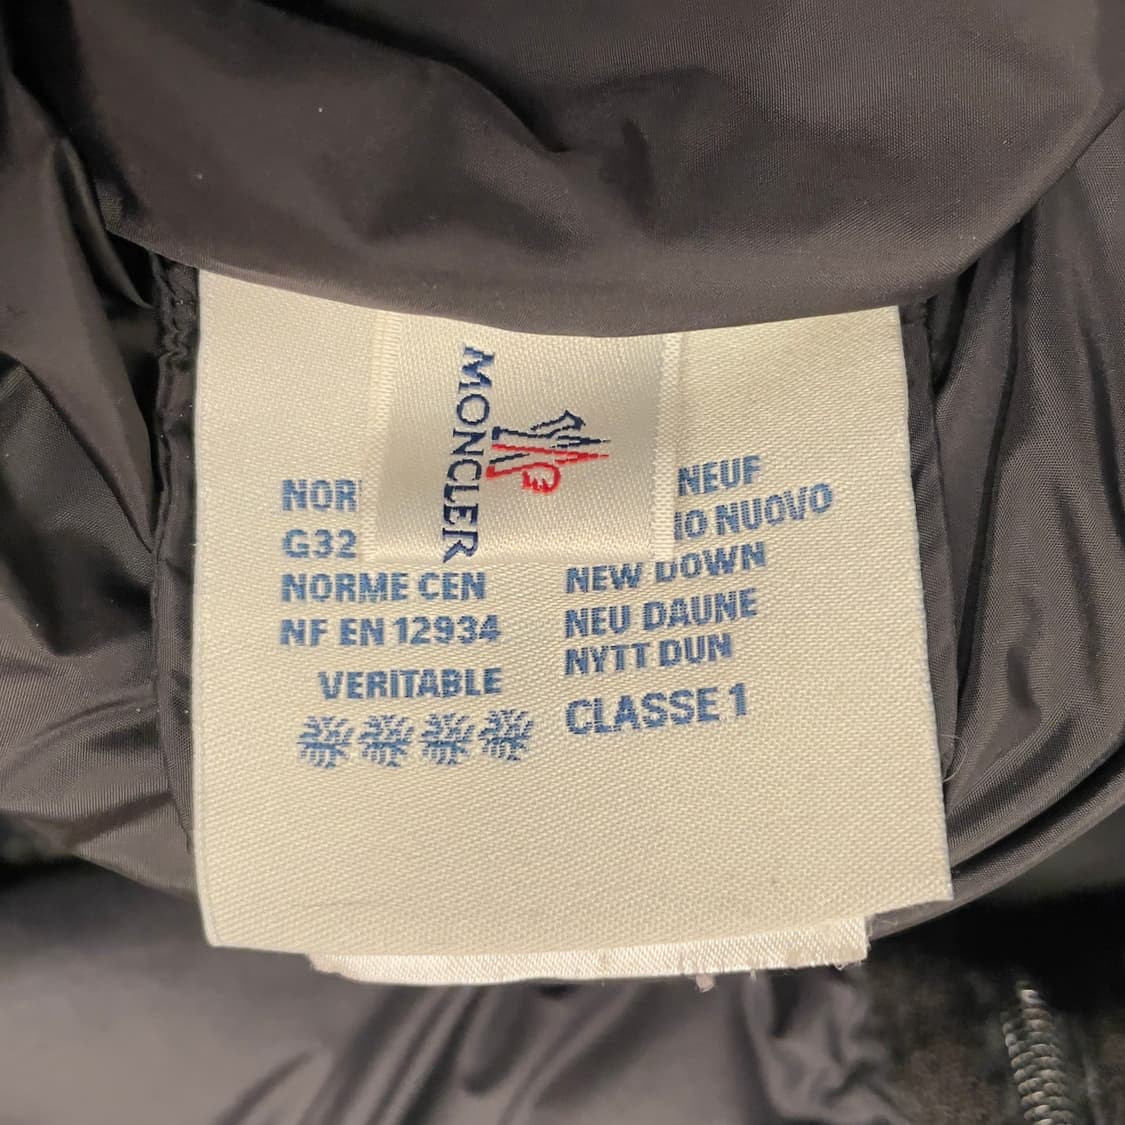 MONCLER
NOR
G32
NORME CEN
NF EN 12934
VERITABLE
NEUF
NUOVO
NEW DOWN
NEU DAUNE
NYTT DUN
CLASSE 1